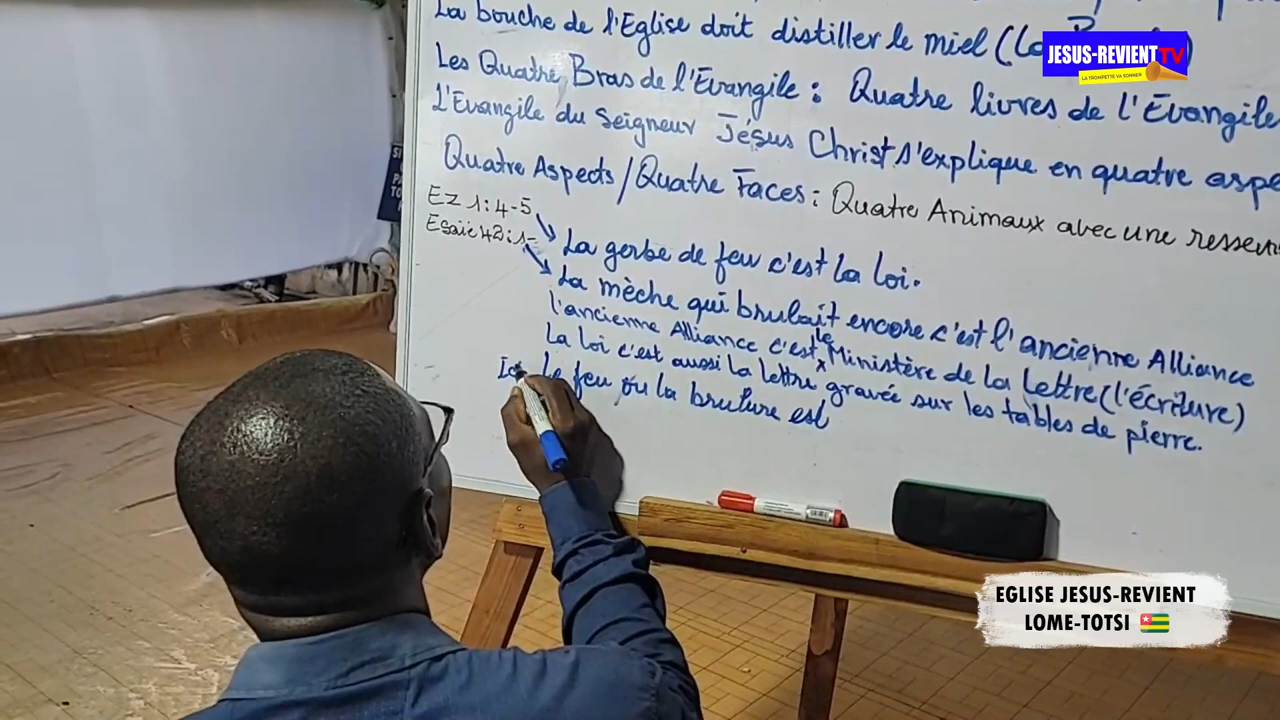 La bouche de l'Eglise doit distiller le miel (La
Les Quatre Bras de l'Evangile : Quatre livres de l'Evangile
L'Evangile du Seigneur Jésus Christ s'explique en quatre
Quatre Aspects / Quatre Faces : Quatre Animaux avec une
Ez 1:4-5
Esaïe 42:1-
La gerbe de feu c'est la loi.
La mèche qui brulait encore c'est l'ancienne Alliance
l'ancienne Alliance c'est le Ministère de la Lettre (l'écriture)
La loi c'est aussi la lettre gravée sur les tables de pierre.
Le feu ou la brulure est
JESUS-REVIENT TV
LA TROMPETTE VA SONNER
EGLISE JESUS-REVIENT
LOME-TOTSI